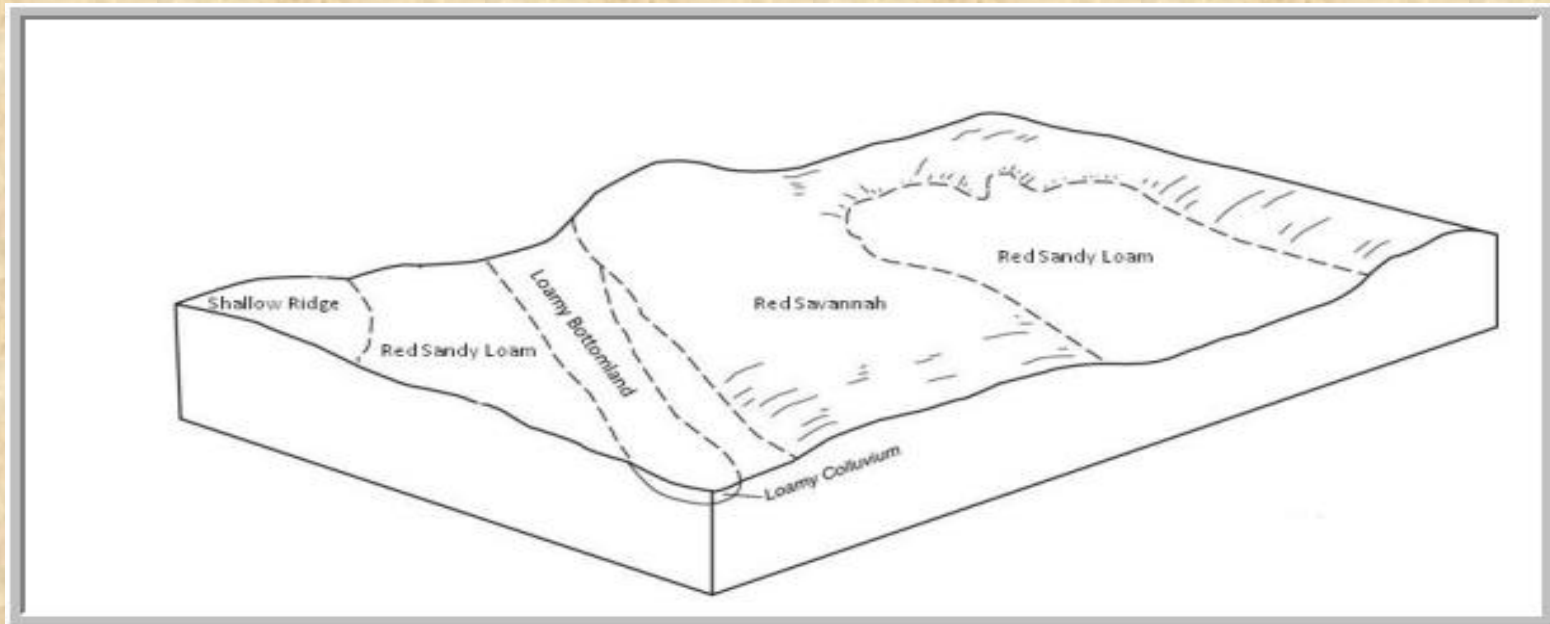 Shallow Ridge
Red Sandy Loam
Loamy Bottomland
Red Savannah
Red Sandy Loam
Loamy Colluvium